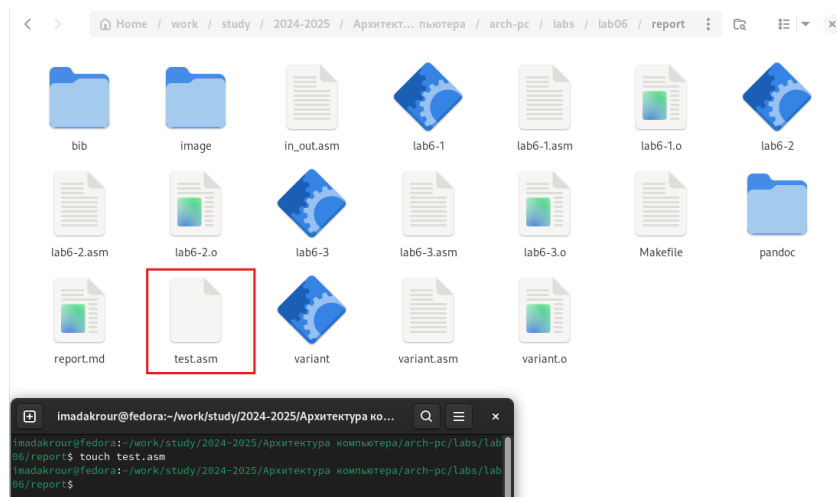 Home / work / study / 2024-2025 / Архитект… пьютера / arch-pc / labs / lab06 / report
bib image in_out.asm lab6-1 lab6-1.asm lab6-1.o lab6-2
lab6-2.asm lab6-2.o lab6-3 lab6-3.asm lab6-3.o Makefile pandoc
report.md test.asm variant variant.asm variant.o
imadakrour@fedora:~/work/study/2024-2025/Архитектура ко…
imadakrour@fedora:~/work/study/2024-2025/Архитектура компьютера/arch-pc/labs/lab
06/report$ touch test.asm
imadakrour@fedora:~/work/study/2024-2025/Архитектура компьютера/arch-pc/labs/lab
06/report$